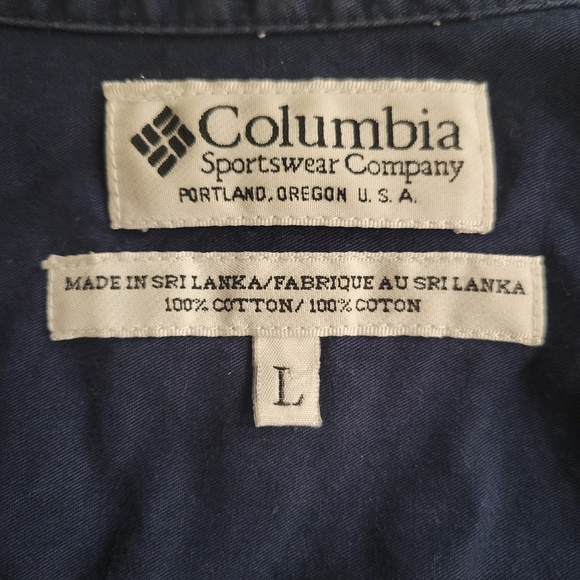 Columbia
Sportswear Company
PORTLAND, OREGON U. S. A.
MADE IN SRI LANKA/FABRIQUE AU SRI LANKA
100% COTTON/100% COTON
L